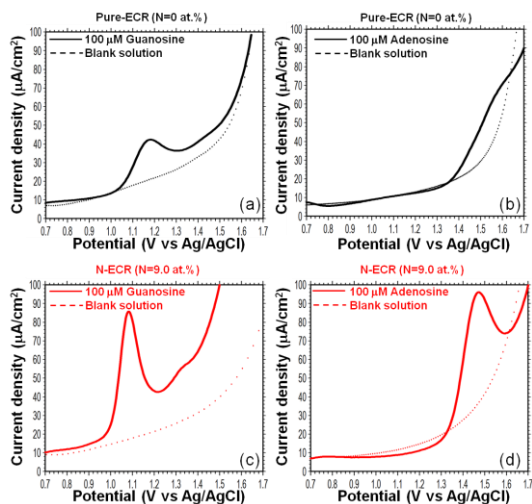 Pure-ECR (N=0 at.%)
100 μM Guanosine
Blank solution
Current density (μA/cm²)
100
90
80
70
60
50
40
30
20
10
0
(a)
0.7 0.8 0.9 1.0 1.1 1.2 1.3 1.4 1.5 1.6 1.7
Potential (V vs Ag/AgCl)
Pure-ECR (N=0 at.%)
100 μM Adenosine
Blank solution
Current density (μA/cm²)
100
90
80
70
60
50
40
30
20
10
0
(b)
0.7 0.8 0.9 1.0 1.1 1.2 1.3 1.4 1.5 1.6 1.7
Potential (V vs Ag/AgCl)
N-ECR (N=9.0 at.%)
100 μM Guanosine
Blank solution
Current density (μA/cm²)
100
90
80
70
60
50
40
30
20
10
0
(c)
0.7 0.8 0.9 1.0 1.1 1.2 1.3 1.4 1.5 1.6 1.7
Potential (V vs Ag/AgCl)
N-ECR (N=9.0 at.%)
100 μM Adenosine
Blank solution
Current density (μA/cm²)
100
90
80
70
60
50
40
30
20
10
0
(d)
0.7 0.8 0.9 1.0 1.1 1.2 1.3 1.4 1.5 1.6 1.7
Potential (V vs Ag/AgCl)